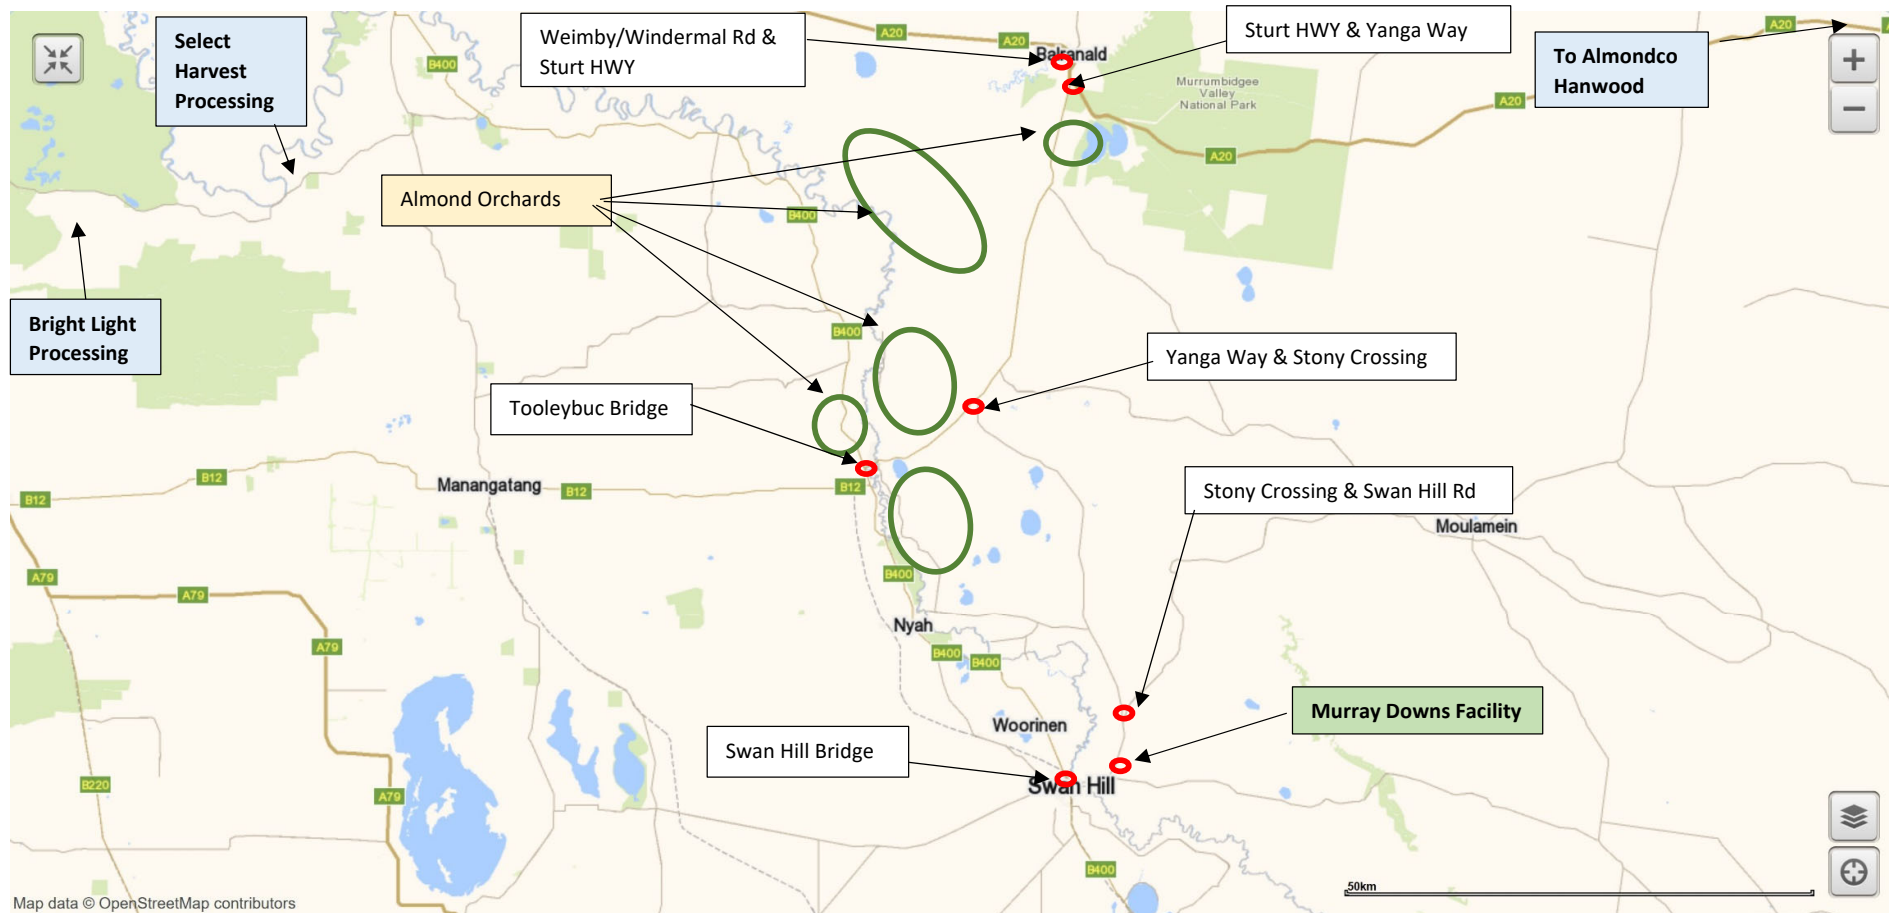 Select
Harvest
Processing
Weimby/Windermal Rd &
Sturt HWY
Sturt HWY & Yanga Way
To Almondco
Hanwood
A20
A20
A20
A20
A
B400
Balranald
Murrumbidgee
Valley
National Park
A20
A20
Almond Orchards
B400
Bright Light
Processing
B400
Yanga Way & Stony Crossing
Tooleybuc Bridge
B12
B12
Manangatang
B12
B12
Stony Crossing & Swan Hill Rd
Moulamein
A79
A79
B400
Nyah
A79
B400
B400
Murray Downs Facility
Woorinen
Swan Hill Bridge
Swan Hill
B220
A79
B400
50km
Map data © OpenStreetMap contributors
+
−